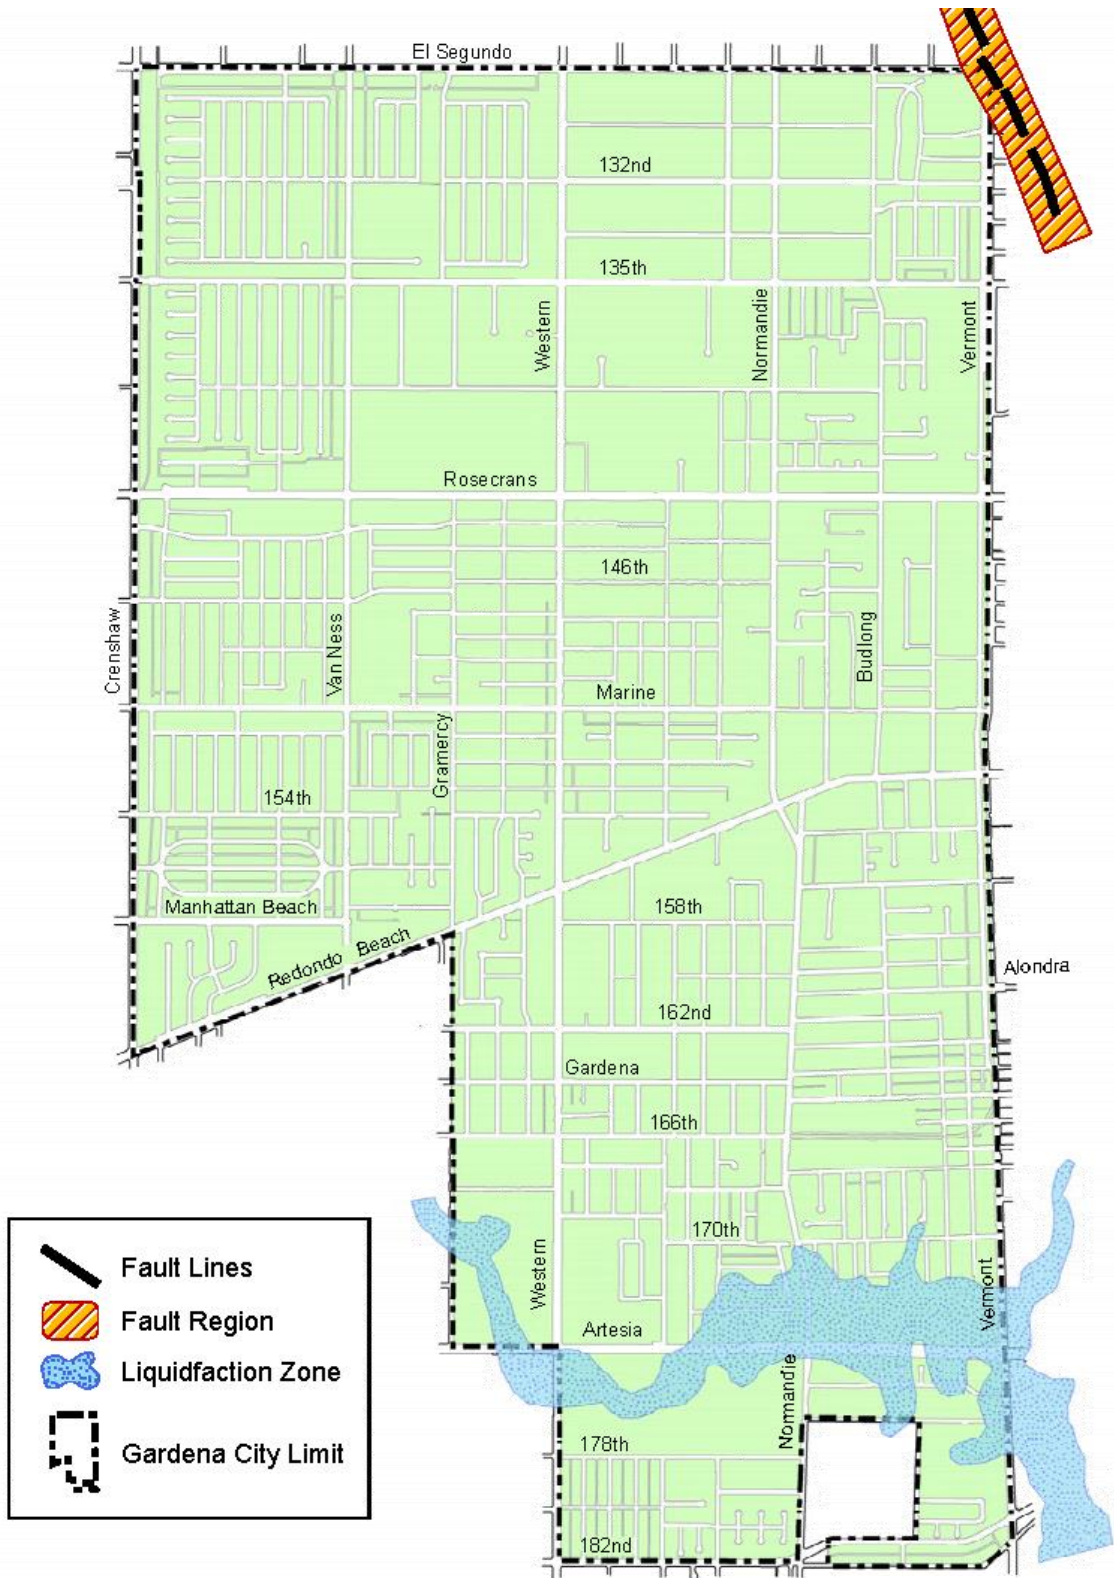 El Segundo
132nd
135th
Western
Normandie
Vermont
Rosecrans
146th
Crenshaw
Van Ness
Budlong
Marine
Gramercy
154th
Manhattan Beach
158th
Redondo Beach
Alondra
162nd
Gardena
166th
170th
Western
Vermont
Artesia
Normandie
178th
182nd
Fault Lines
Fault Region
Liquidfaction Zone
Gardena City Limit